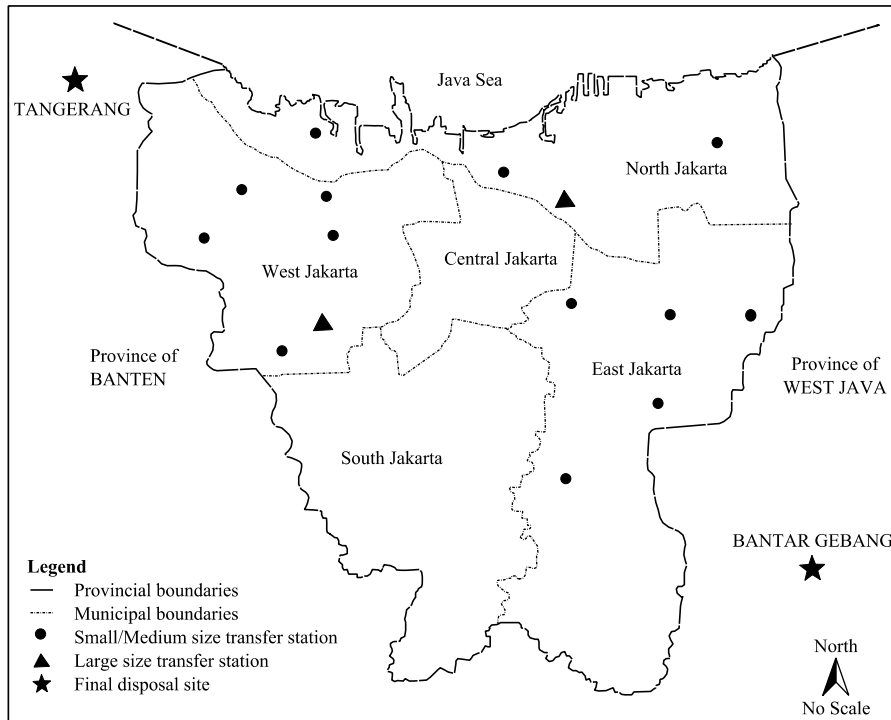 Java Sea
TANGERANG
North Jakarta
Central Jakarta
West Jakarta
Province of
BANTEN
East Jakarta
Province of
WEST JAVA
South Jakarta
BANTAR GEBANG
Legend
Provincial boundaries
Municipal boundaries
Small/Medium size transfer station
Large size transfer station
Final disposal site
North
No Scale